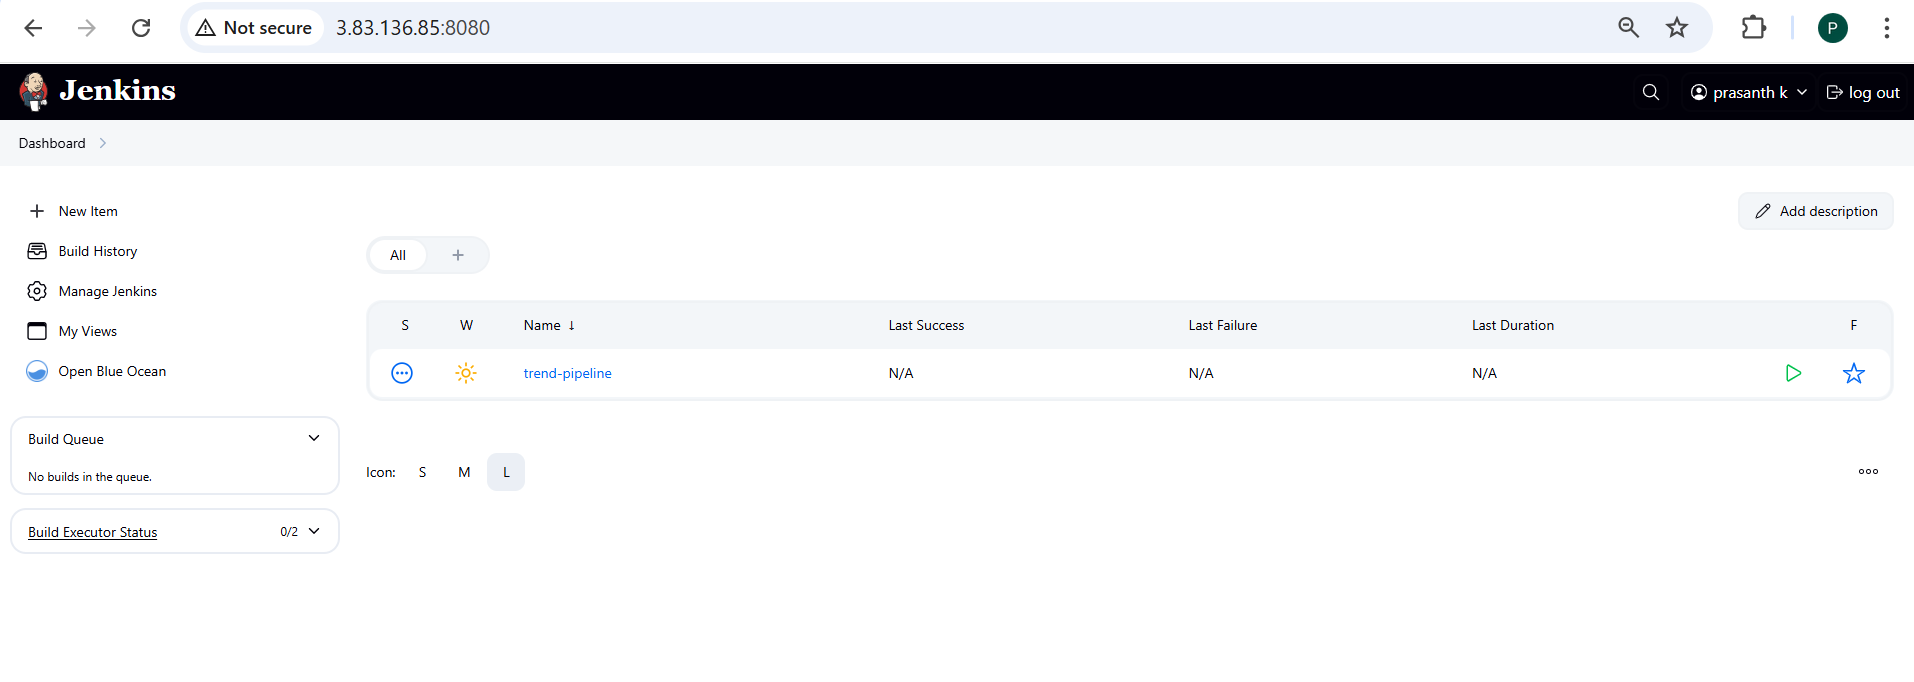 Not secure 3.83.136.85:8080 P
Jenkins prasanth k log out
Dashboard
New Item Add description
Build History All +
Manage Jenkins
My Views S W Name ↓ Last Success Last Failure Last Duration F
Open Blue Ocean trend-pipeline N/A N/A N/A
Build Queue
No builds in the queue. Icon: S M L
Build Executor Status 0/2